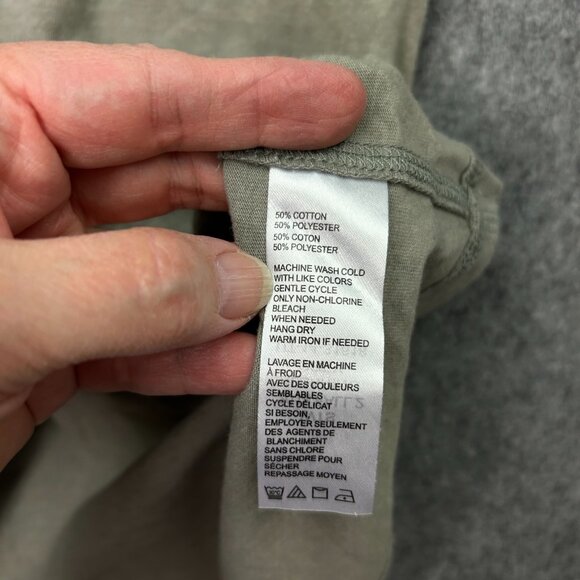 50% COTTON
50% POLYESTER
50% COTON
50% POLYESTER
MACHINE WASH COLD
WITH LIKE COLORS
GENTLE CYCLE
ONLY NON-CHLORINE
BLEACH
WHEN NEEDED
HANG DRY
WARM IRON IF NEEDED
LAVAGE EN MACHINE
À FROID
AVEC DES COULEURS
SEMBLABLES
CYCLE DÉLICAT
SI BESOIN
EMPLOYER SEULEMENT
DES AGENTS DE
BLANCHIMENT
SANS CHLORE
SUSPENDRE POUR
SÉCHER
REPASSAGE MOYEN